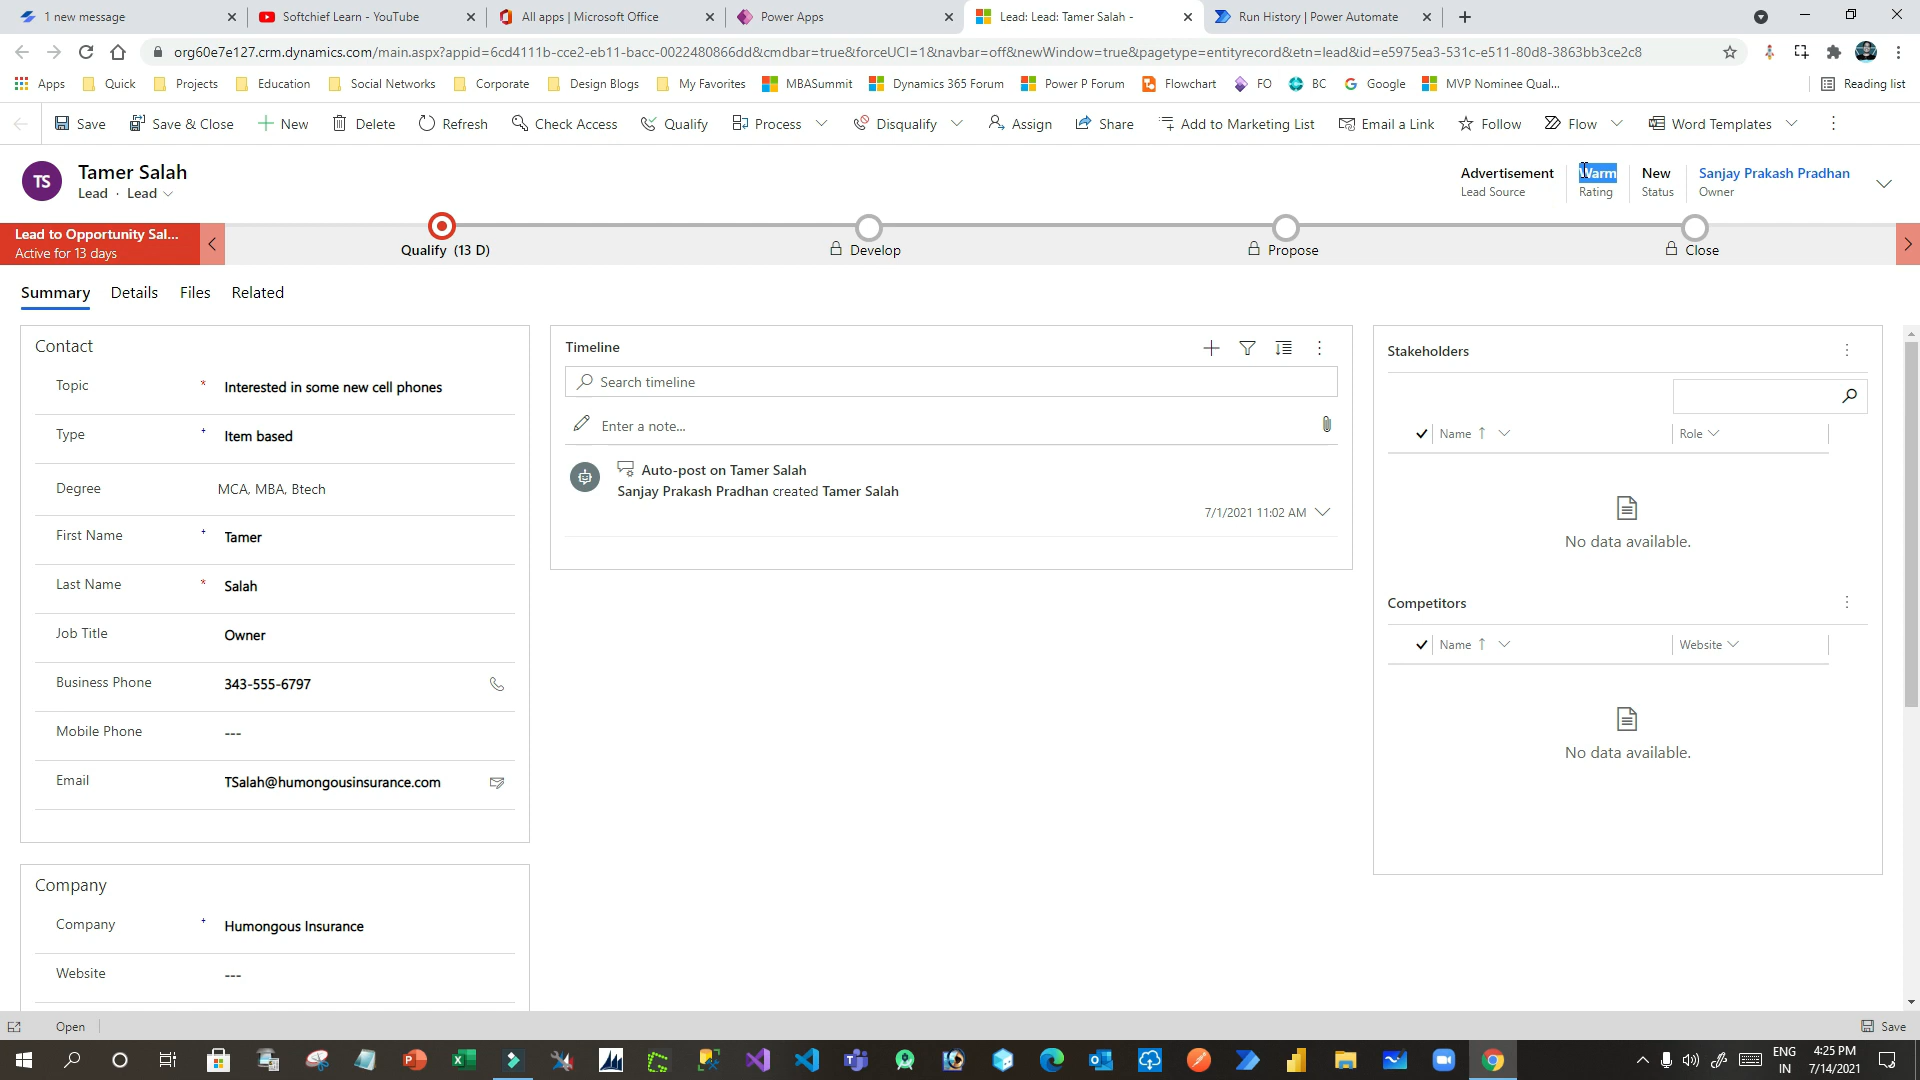 1 new message
Softchief Learn - YouTube
All apps | Microsoft Office
Power Apps
Lead: Lead: Tamer Salah -
Run History | Power Automate
org60e7e127.crm.dynamics.com/main.aspx?appid=6cd4111b-cce2-eb11-bacc-0022480866dd&cmdbar=true&forceUCI=1&navbar=off&newWindow=true&pagetype=entityrecord&etn=lead&id=e5975ea3-531c-e511-80d8-3863bb3ce2c8
Apps
Quick
Projects
Education
Social Networks
Corporate
Design Blogs
My Favorites
MBASummit
Dynamics 365 Forum
Power P Forum
Flowchart
FO
BC
Google
MVP Nominee Qual...
Reading list
Save
Save & Close
New
Delete
Refresh
Check Access
Qualify
Process
Disqualify
Assign
Share
Add to Marketing List
Email a Link
Follow
Flow
Word Templates
TS
Tamer Salah
Lead · Lead
Advertisement
Lead Source
Warm
Rating
New
Status
Sanjay Prakash Pradhan
Owner
Lead to Opportunity Sal...
Active for 13 days
Qualify (13 D)
Develop
Propose
Close
Summary
Details
Files
Related
Contact
Topic * Interested in some new cell phones
Type + Item based
Degree MCA, MBA, Btech
First Name + Tamer
Last Name * Salah
Job Title Owner
Business Phone 343-555-6797
Mobile Phone ---
Email TSalah@humongousinsurance.com
Company
Company + Humongous Insurance
Website ---
Timeline
Search timeline
Enter a note...
Auto-post on Tamer Salah
Sanjay Prakash Pradhan created Tamer Salah
7/1/2021 11:02 AM
Stakeholders
Name ↑
Role
No data available.
Competitors
Name ↑
Website
No data available.
Open
Save
ENG
IN
4:25 PM
7/14/2021